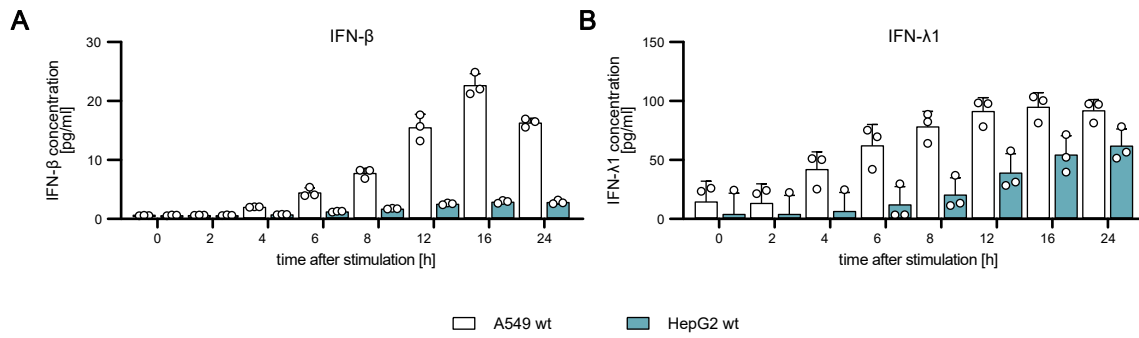 A
IFN-β
IFN-β concentration
[pg/ml]
30
20
10
0
0 2 4 6 8 12 16 24
time after stimulation [h]
B
IFN-λ1
IFN-λ1 concentration
[pg/ml]
150
100
50
0
0 2 4 6 8 12 16 24
time after stimulation [h]
A549 wt
HepG2 wt